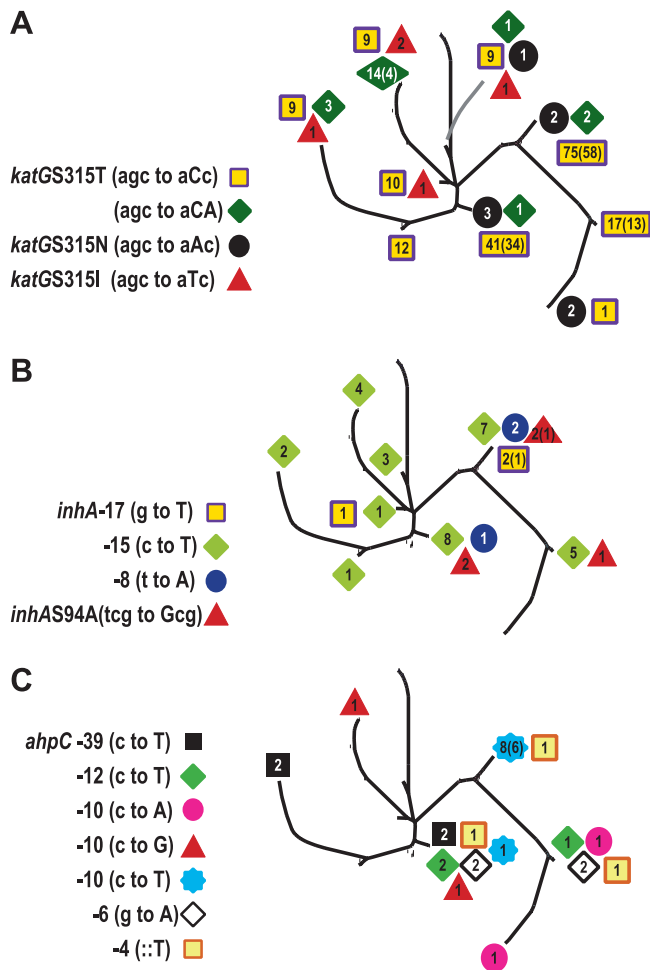 A
1
9 2
9 1
14(4)
1
9 3
1
2 2
75(58)
katGS315T (agc to aCc)
10 1
(agc to aCA)
3 1
17(13)
katGS315N (agc to aAc)
12
41(34)
katGS315I (agc to aTc)
2 1
B
4
7 2 2(1)
2
3
2(1)
inhA-17 (g to T)
1 1
-15 (c to T)
8 1
5 1
2
-8 (t to A)
1
inhAS94A(tcg to Gcg)
C
1
ahpC -39 (c to T)
8(6) 1
2
-12 (c to T)
-10 (c to A)
2 1
1
1 1
-10 (c to G)
2 2
2 1
1
-10 (c to T)
-6 (g to A)
-4 (::T)
1